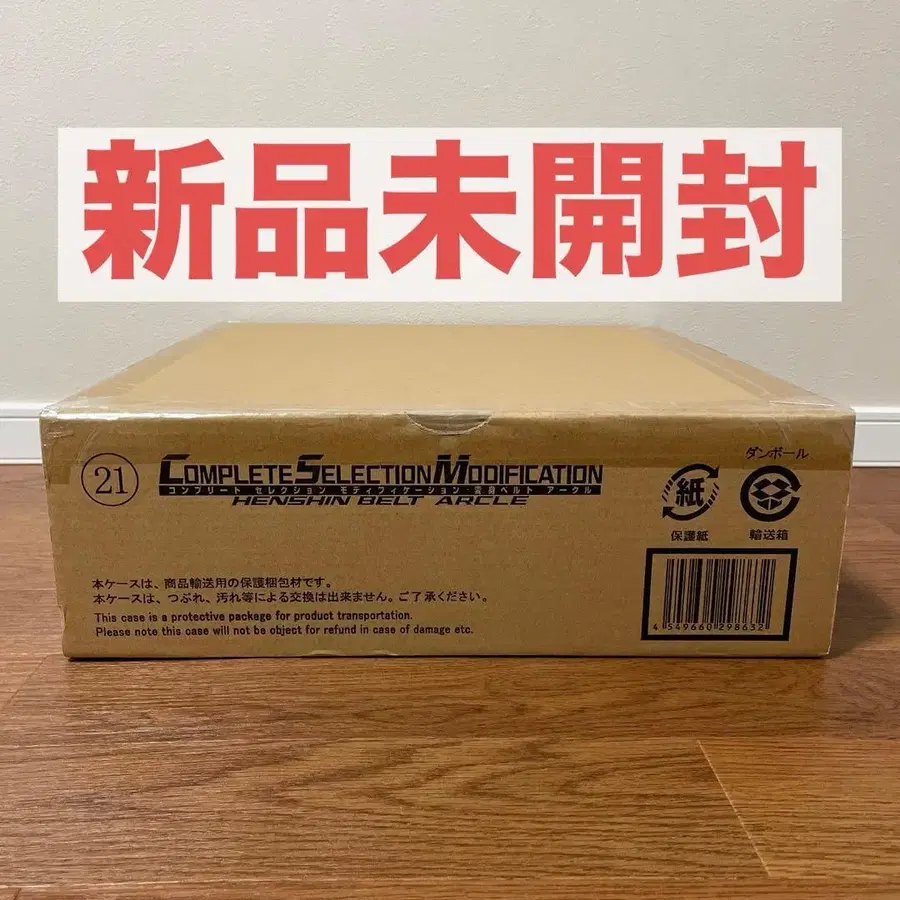 新品未開封
21
COMPLETE SELECTION MODIFICATION
コンプリート セレクション モディフィケーション 変身ベルト アークル
HENSHIN BELT ARCLE
本ケースは、商品輸送用の保護梱包材です。
本ケースは、つぶれ、汚れ等による交換は出来ません。ご了承ください。
This case is a protective package for product transportation.
Please note this case will not be object for refund in case of damage etc.
紙
保護紙
ダンボール
輸送箱
4 549660 298632